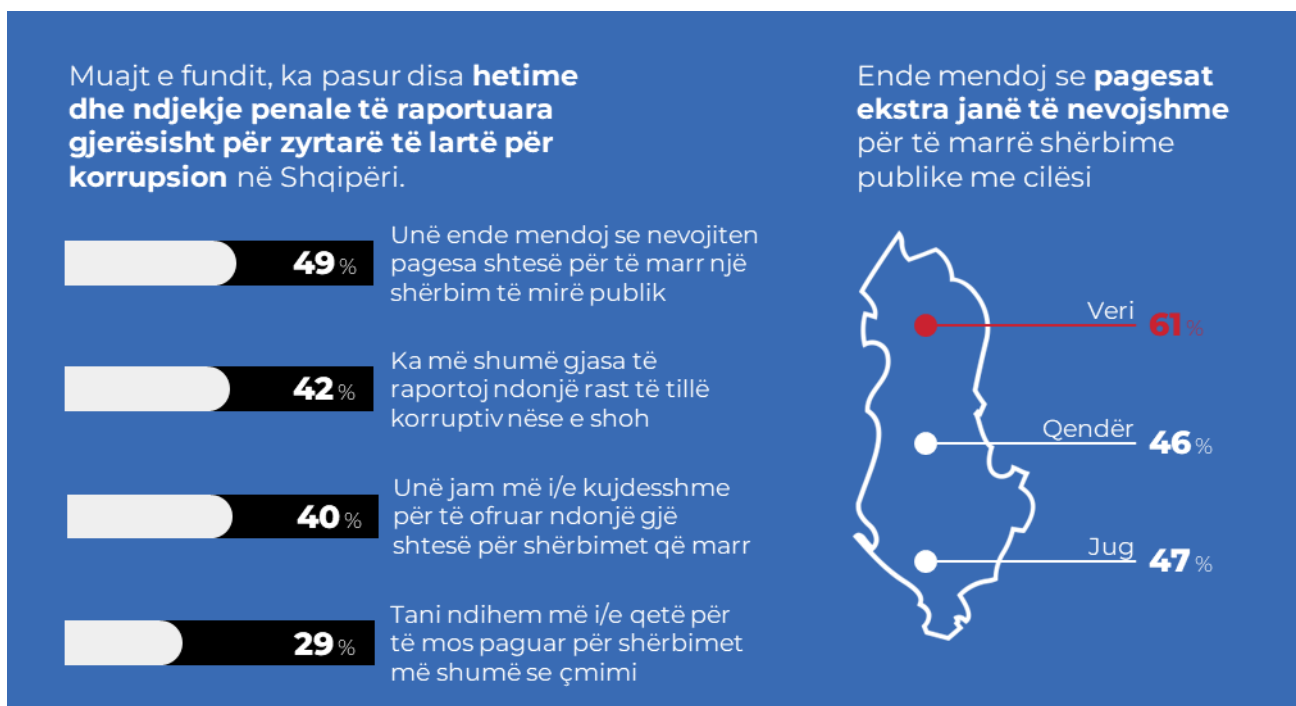 Muajt e fundit, ka pasur disa hetime
dhe ndjekje penale të raportuara
gjerësisht për zyrtarë të lartë për
korrupsion në Shqipëri.
49%
Unë ende mendoj se nevojiten
pagesa shtesë për të marr një
shërbim të mirë publik
42%
Ka më shumë gjasa të
raportoj ndonjë rast të tillë
korruptiv nëse e shoh
40%
Unë jam më i/e kujdesshme
për të ofruar ndonjë gjë
shtesë për shërbimet që marr
29%
Tani ndihem më i/e qetë për
të mos paguar për shërbimet
më shumë se çmimi
Ende mendoj se pagesat
ekstra janë të nevojshme
për të marrë shërbime
publike me cilësi
Veri 61%
Qendër 46%
Jug 47%